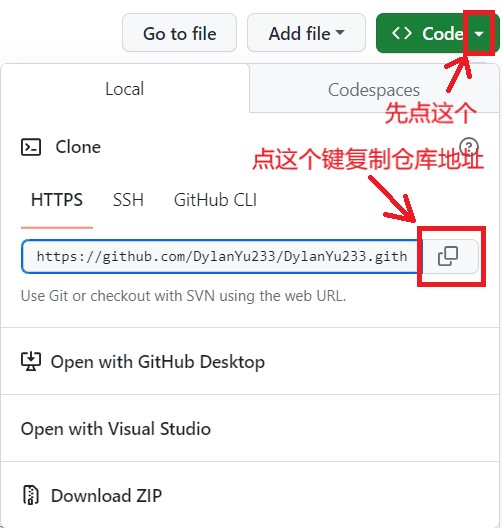 Go to file
Add file
<> Code
Local
Codespaces
先点这个
Clone
点这个键复制仓库地址
HTTPS
SSH
GitHub CLI
https://github.com/DylanYu233/DylanYu233.gith
Use Git or checkout with SVN using the web URL.
Open with GitHub Desktop
Open with Visual Studio
Download ZIP